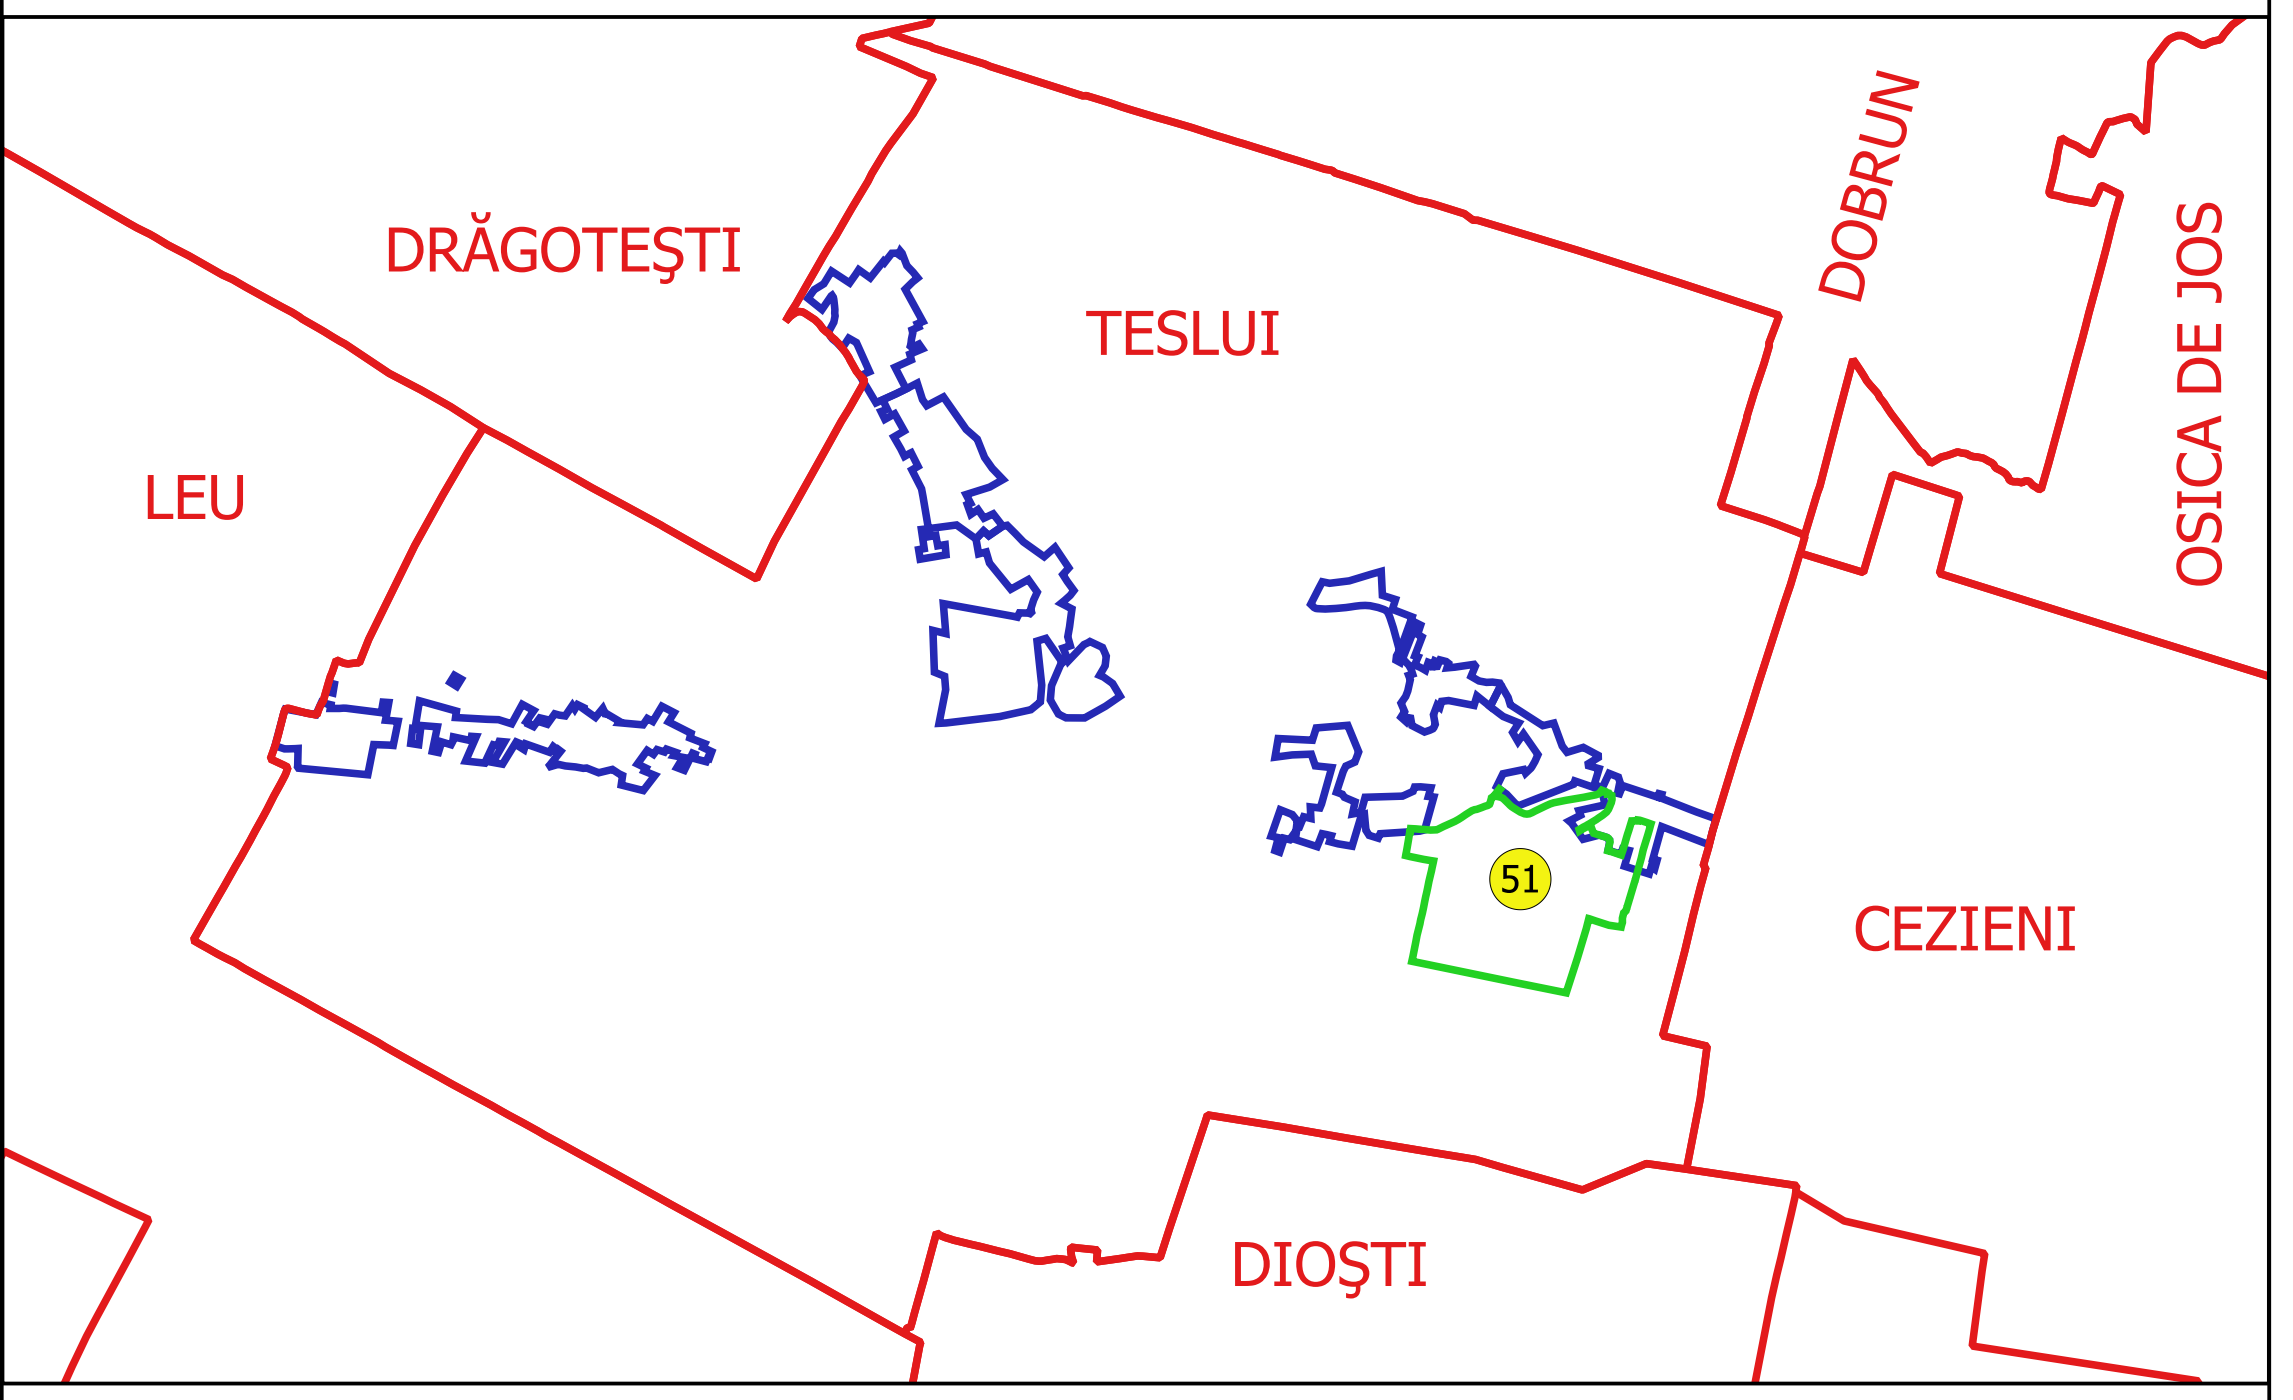 DOBRUN
DRĂGOTEŞTI
OSICA DE JOS
TESLUI
LEU
51
CEZIENI
DIOŞTI